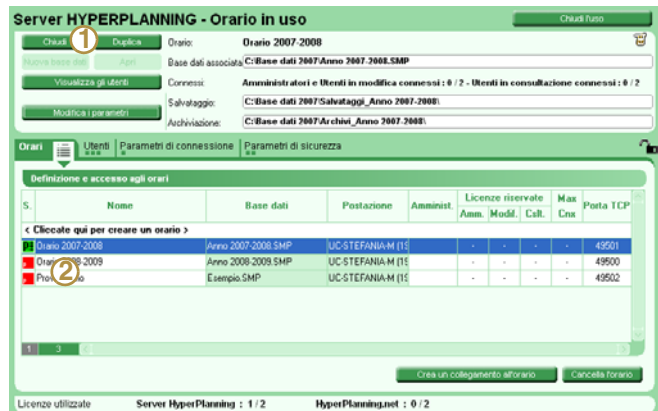 Server HYPERPLANNING - Orario in uso
Chiudi l'uso
Chiudi
1
Duplica
Orario:
Orario 2007-2008
Nuova base dati
Apri
Base dati associata
C:\Base dati 2007\Anno 2007-2008.SMP
Visualizza gli utenti
Connessi:
Amministratori e Utenti in modifica connessi : 0 / 2 - Utenti in consultazione connessi : 0 / 2
Modifica i parametri
Salvataggio:
C:\Base dati 2007\Salvataggi_Anno 2007-2008\
Archiviazione:
C:\Base dati 2007\Archivi_Anno 2007-2008\
Orari
Utenti
Parametri di connessione
Parametri di sicurezza
Definizione e accesso agli orari
S.
Nome
Base dati
Postazione
Amminist.
Licenze riservate
Amm.
Modif.
Cslt.
Max Cnx
Porta TCP
< Cliccate qui per creare un orario >
Orario 2007-2008
Anno 2007-2008.SMP
UC-STEFANIA-M (19
-
-
-
-
49501
2
Anno 2008-2009.SMP
UC-STEFANIA-M (19
-
-
-
-
49500
Esempio.SMP
UC-STEFANIA-M (19
-
-
-
-
49502
1
3
Crea un collegamento all'orario
Cancella l'orario
Licenze utilizzate
Server HyperPlanning : 1 / 2
HyperPlanning.net : 0 / 2